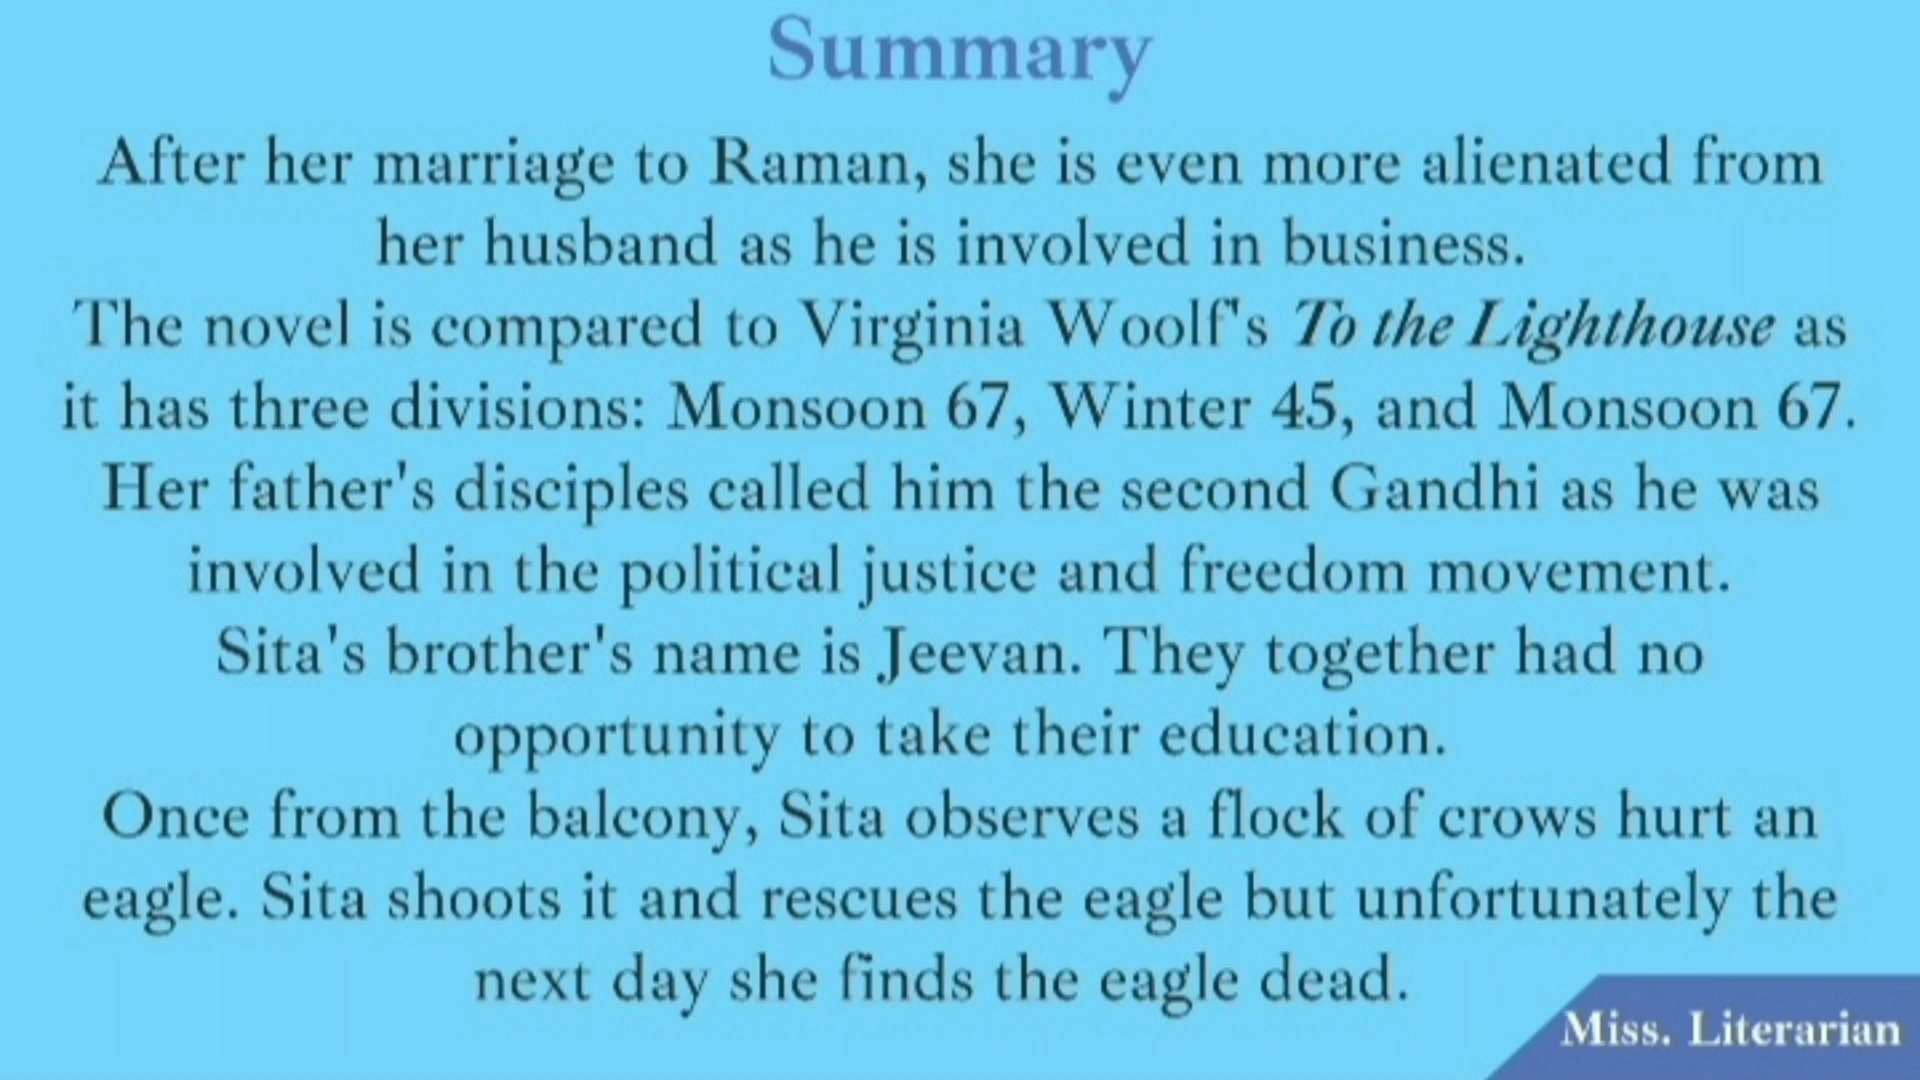 Summary
After her marriage to Raman, she is even more alienated from
her husband as he is involved in business.
The novel is compared to Virginia Woolf's To the Lighthouse as
it has three divisions: Monsoon 67, Winter 45, and Monsoon 67.
Her father's disciples called him the second Gandhi as he was
involved in the political justice and freedom movement.
Sita's brother's name is Jeevan. They together had no
opportunity to take their education.
Once from the balcony, Sita observes a flock of crows hurt an
eagle. Sita shoots it and rescues the eagle but unfortunately the
next day she finds the eagle dead.
Miss. Literarian